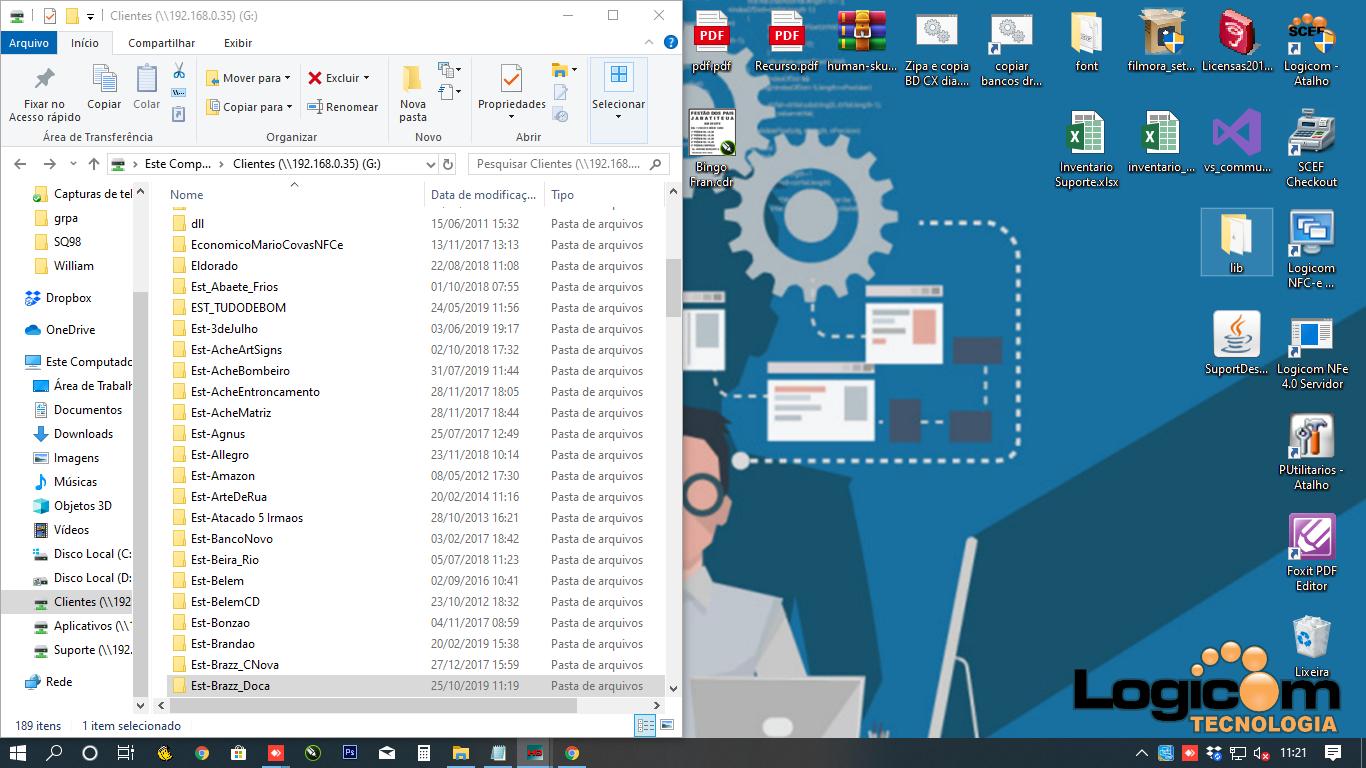 Clientes (\\192.168.0.35) (G:)
Arquivo
Início
Compartilhar
Exibir
Fixar no
Acesso rápido
Copiar
Colar
Mover para
Copiar para
Excluir
Renomear
Nova
pasta
Propriedades
Selecionar
Área de Transferência
Organizar
Abrir
Este Comp...
Clientes (\\192.168.0.35) (G:)
Pesquisar Clientes (\\192.168....
Capturas de tel
grpa
SQ98
William
Dropbox
OneDrive
Este Computado
Área de Trabalh
Documentos
Downloads
Imagens
Músicas
Objetos 3D
Vídeos
Disco Local (C:
Disco Local (D:
Clientes (\\192
Aplicativos (\\1
Suporte (\\192.
Rede
Nome Data de modificaç... Tipo
dll 15/06/2011 15:32 Pasta de arquivos
EconomicoMarioCovasNFCe 13/11/2017 13:13 Pasta de arquivos
Eldorado 22/08/2018 11:08 Pasta de arquivos
Est_Abaete_Frios 01/10/2018 07:55 Pasta de arquivos
EST_TUDODEBOM 24/05/2019 11:56 Pasta de arquivos
Est-3deJulho 03/06/2019 19:17 Pasta de arquivos
Est-AcheArtSigns 02/10/2018 17:32 Pasta de arquivos
Est-AcheBombeiro 31/07/2019 11:44 Pasta de arquivos
Est-AcheEntroncamento 28/11/2017 18:05 Pasta de arquivos
Est-AcheMatriz 28/11/2017 18:44 Pasta de arquivos
Est-Agnus 25/07/2017 12:49 Pasta de arquivos
Est-Allegro 23/11/2018 10:14 Pasta de arquivos
Est-Amazon 08/05/2012 17:30 Pasta de arquivos
Est-ArteDeRua 20/02/2014 11:16 Pasta de arquivos
Est-Atacado 5 Irmaos 28/10/2013 16:21 Pasta de arquivos
Est-BancoNovo 03/02/2017 18:42 Pasta de arquivos
Est-Beira_Rio 05/07/2018 11:23 Pasta de arquivos
Est-Belem 02/09/2016 10:41 Pasta de arquivos
Est-BelemCD 23/10/2012 18:32 Pasta de arquivos
Est-Bonzao 04/11/2017 08:59 Pasta de arquivos
Est-Brandao 20/02/2019 15:38 Pasta de arquivos
Est-Brazz_CNova 27/12/2017 15:59 Pasta de arquivos
Est-Brazz_Doca 25/10/2019 11:19 Pasta de arquivos
189 itens 1 item selecionado
PDF
pdf.pdf
PDF
Recurso.pdf
human-sku...
Zipa e copia
BD CX dia....
copiar
bancos dr...
font
filmora_set...
Licensas201...
SCEF
Logicom -
Atalho
FESTÃO DOS PAIS
JABATITEUA
Bingo
Fran.cdr
Inventario
Suporte.xlsx
inventario_...
vs_commu...
SCEF
Checkout
lib
Logicom
NFC-e ...
SuportDes...
Logicom NFe
4.0 Servidor
PUtilitarios -
Atalho
Foxit PDF
Editor
Lixeira
Logicom
TECNOLOGIA
Ps
11:21